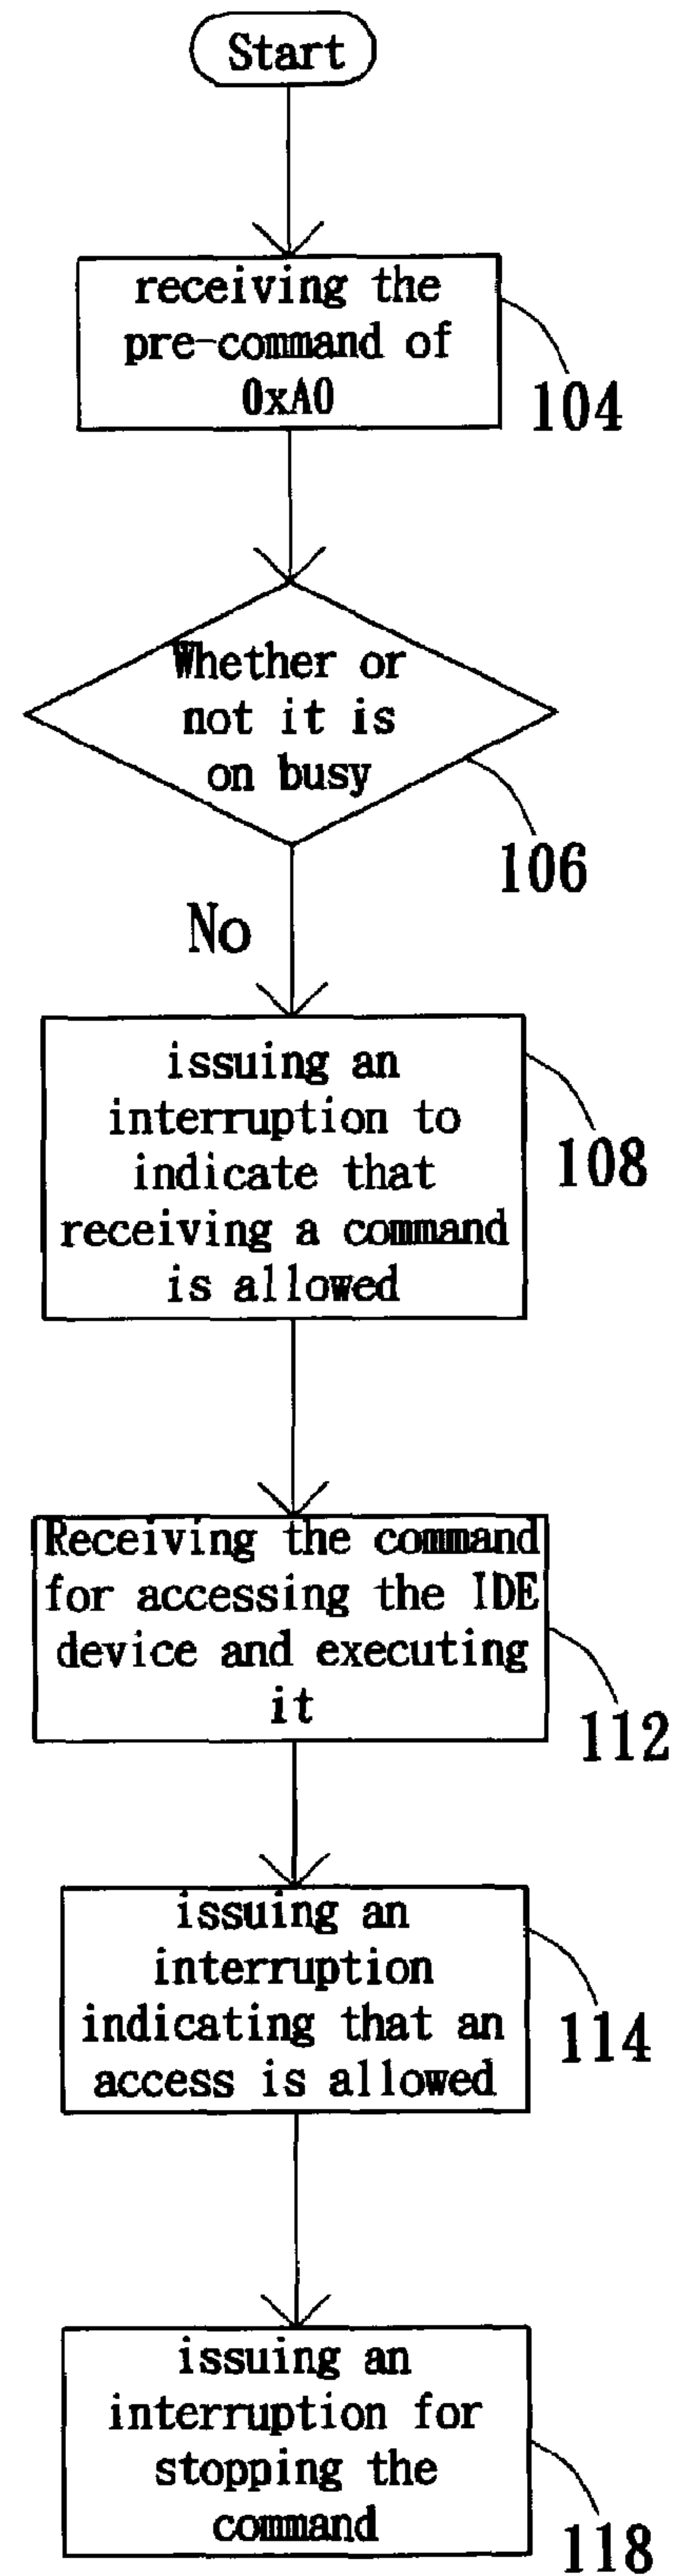 Start
receiving the
pre-command of
0xA0
104
Whether or
not it is
on busy
106
No
issuing an
interruption to
indicate that
receiving a command
is allowed
108
Receiving the command
for accessing the IDE
device and executing
it
112
issuing an
interruption
indicating that an
access is allowed
114
issuing an
interruption for
stopping the
command
118